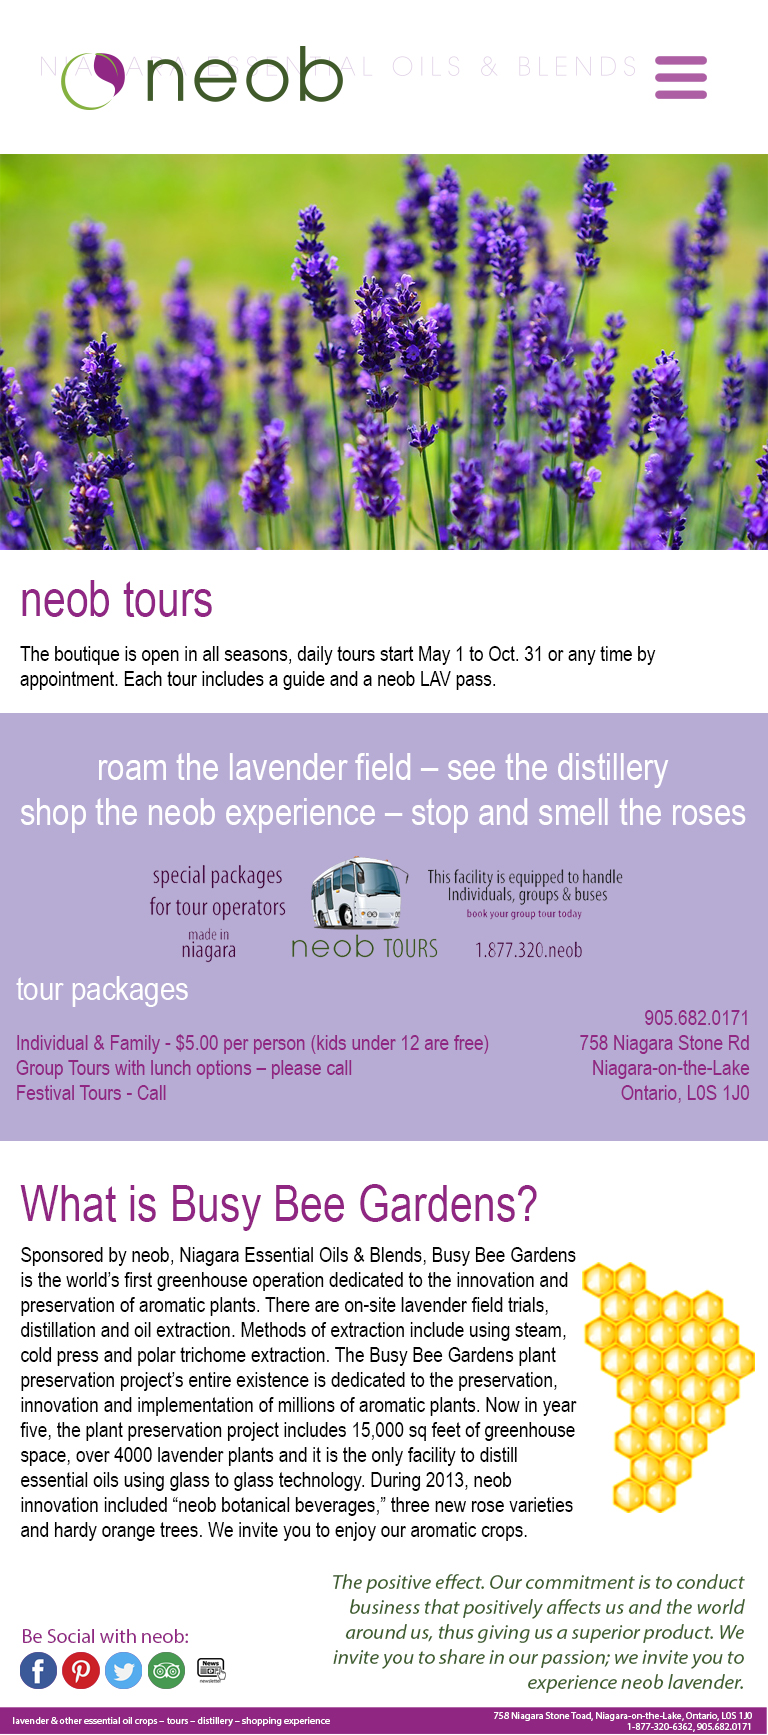 NIAGARA ESSENTIAL OILS & BLENDS
neob
neob tours
The boutique is open in all seasons, daily tours start May 1 to Oct. 31 or any time by
appointment. Each tour includes a guide and a neob LAV pass.
roam the lavender field – see the distillery
shop the neob experience – stop and smell the roses
special packages
for tour operators
made in
niagara
neob TOURS
This facility is equipped to handle
Individuals, groups & buses
book your group tour today
1.877.320.neob
tour packages
Individual & Family - $5.00 per person (kids under 12 are free)
Group Tours with lunch options – please call
Festival Tours - Call
905.682.0171
758 Niagara Stone Rd
Niagara-on-the-Lake
Ontario, L0S 1J0
What is Busy Bee Gardens?
Sponsored by neob, Niagara Essential Oils & Blends, Busy Bee Gardens
is the world's first greenhouse operation dedicated to the innovation and
preservation of aromatic plants. There are on-site lavender field trials,
distillation and oil extraction. Methods of extraction include using steam,
cold press and polar trichome extraction. The Busy Bee Gardens plant
preservation project's entire existence is dedicated to the preservation,
innovation and implementation of millions of aromatic plants. Now in year
five, the plant preservation project includes 15,000 sq feet of greenhouse
space, over 4000 lavender plants and it is the only facility to distill
essential oils using glass to glass technology. During 2013, neob
innovation included “neob botanical beverages,” three new rose varieties
and hardy orange trees. We invite you to enjoy our aromatic crops.
The positive effect. Our commitment is to conduct
business that positively affects us and the world
around us, thus giving us a superior product. We
invite you to share in our passion; we invite you to
experience neob lavender.
Be Social with neob:
News
newsletter
lavender & other essential oil crops – tours – distillery – shopping experience
758 Niagara Stone Toad, Niagara-on-the-Lake, Ontario, L0S 1J0
1-877-320-6362, 905.682.0171